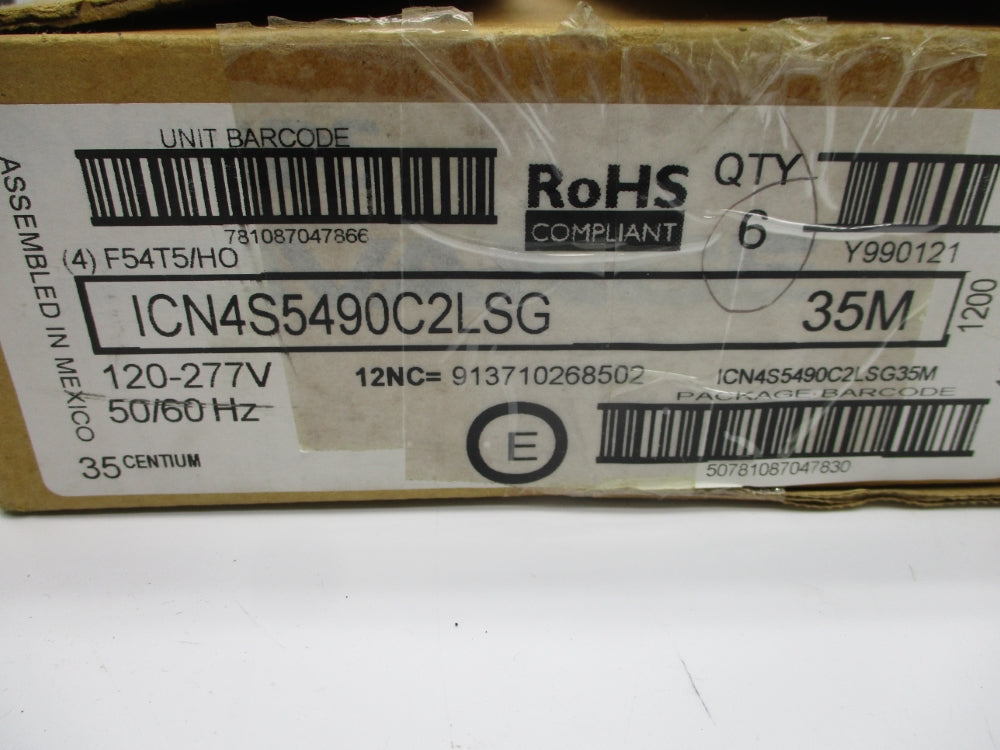 UNIT BARCODE
781087047866
(4) F54T5/HO
RoHS
COMPLIANT
QTY
6
Y990121
ASSEMBLED IN MEXICO
ICN4S5490C2LSG 35M
1200
120-277V
50/60 Hz
12NC= 913710268502
ICN4S5490C2LSG35M
PACKAGE BARCODE
50781087047830
E
35 CENTIUM